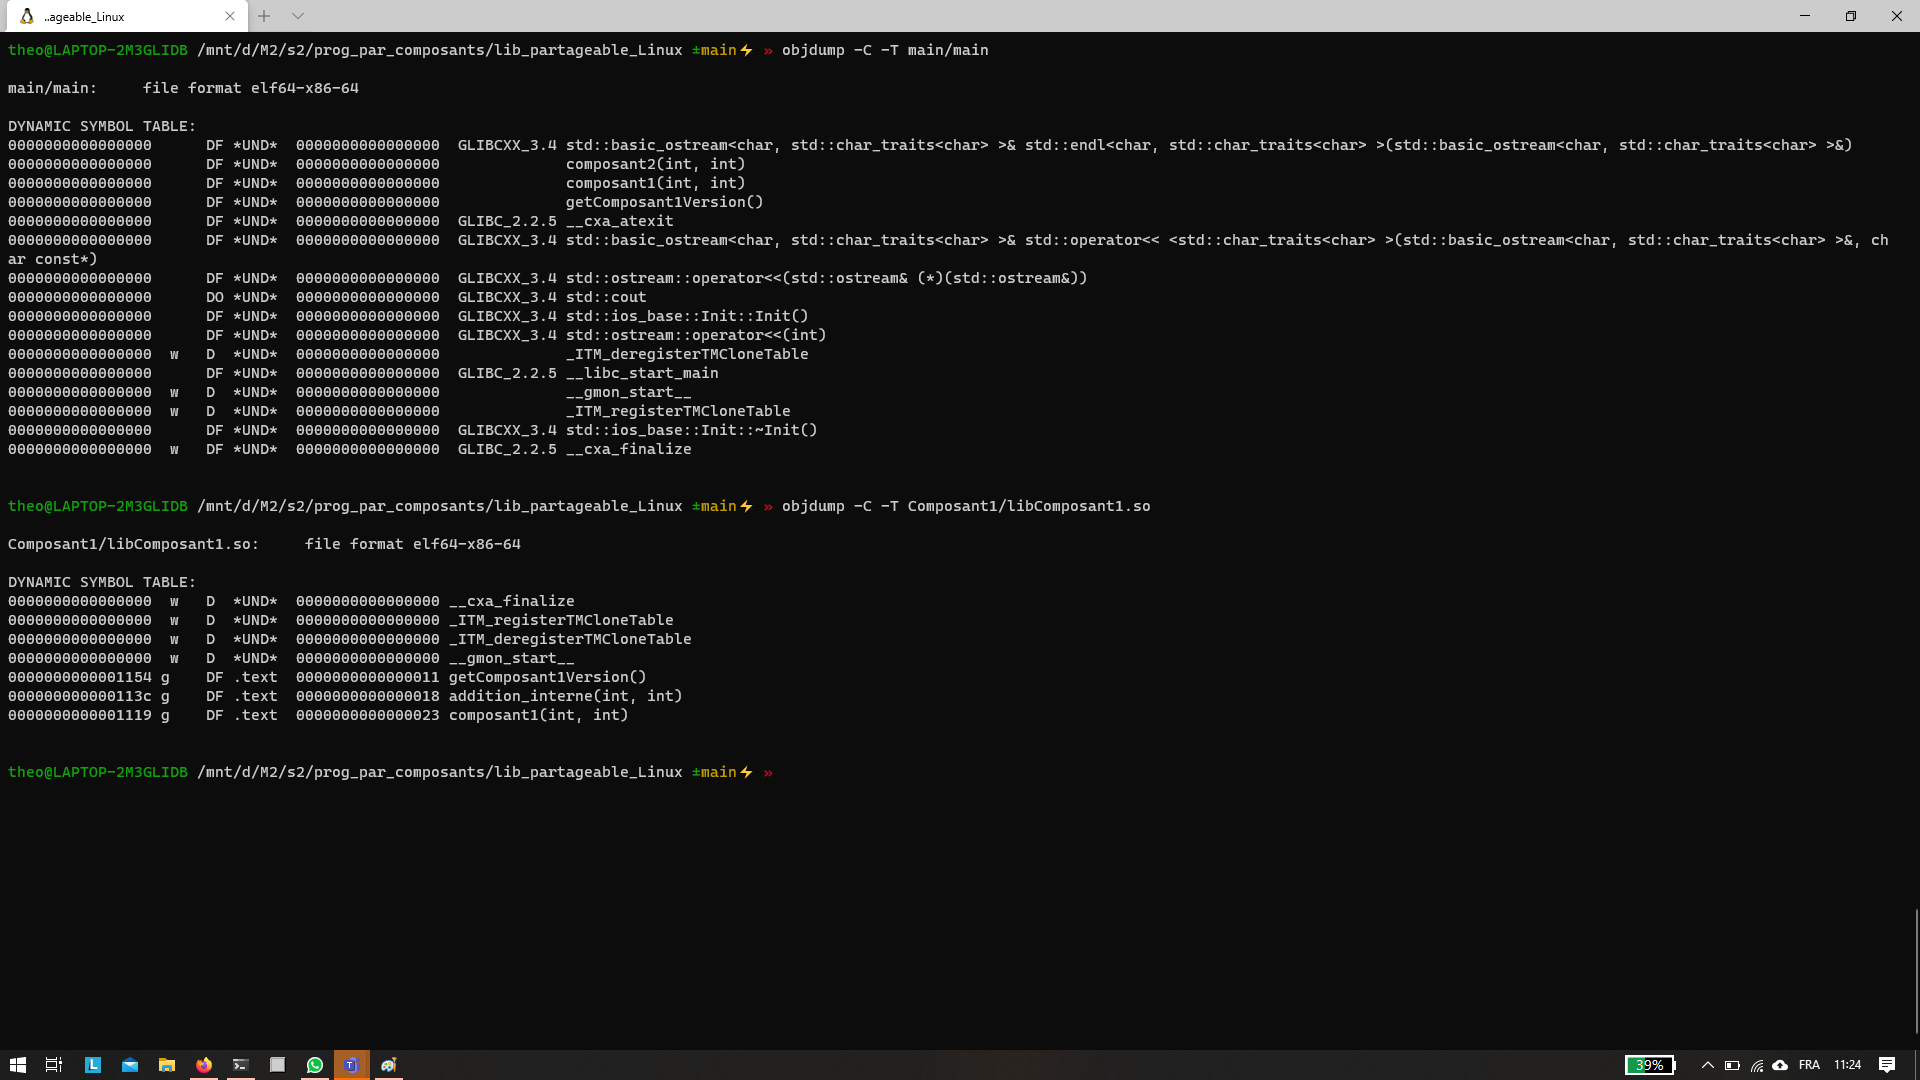 ..ageable_Linux
theo@LAPTOP-2M3GLIDB /mnt/d/M2/s2/prog_par_composants/lib_partageable_Linux ±main⚡ » objdump -C -T main/main
main/main:     file format elf64-x86-64
DYNAMIC SYMBOL TABLE:
0000000000000000      DF *UND*  0000000000000000  GLIBCXX_3.4 std::basic_ostream<char, std::char_traits<char> >& std::endl<char, std::char_traits<char> >(std::basic_ostream<char, std::char_traits<char> >&)
0000000000000000      DF *UND*  0000000000000000              composant2(int, int)
0000000000000000      DF *UND*  0000000000000000              composant1(int, int)
0000000000000000      DF *UND*  0000000000000000              getComposant1Version()
0000000000000000      DF *UND*  0000000000000000  GLIBC_2.2.5 __cxa_atexit
0000000000000000      DF *UND*  0000000000000000  GLIBCXX_3.4 std::basic_ostream<char, std::char_traits<char> >& std::operator<< <std::char_traits<char> >(std::basic_ostream<char, std::char_traits<char> >&, ch
ar const*)
0000000000000000      DF *UND*  0000000000000000  GLIBCXX_3.4 std::ostream::operator<<(std::ostream& (*)(std::ostream&))
0000000000000000      DO *UND*  0000000000000000  GLIBCXX_3.4 std::cout
0000000000000000      DF *UND*  0000000000000000  GLIBCXX_3.4 std::ios_base::Init::Init()
0000000000000000      DF *UND*  0000000000000000  GLIBCXX_3.4 std::ostream::operator<<(int)
0000000000000000  w   D  *UND*  0000000000000000              _ITM_deregisterTMCloneTable
0000000000000000      DF *UND*  0000000000000000  GLIBC_2.2.5 __libc_start_main
0000000000000000  w   D  *UND*  0000000000000000              __gmon_start__
0000000000000000  w   D  *UND*  0000000000000000              _ITM_registerTMCloneTable
0000000000000000      DF *UND*  0000000000000000  GLIBCXX_3.4 std::ios_base::Init::~Init()
0000000000000000  w   DF *UND*  0000000000000000  GLIBC_2.2.5 __cxa_finalize
theo@LAPTOP-2M3GLIDB /mnt/d/M2/s2/prog_par_composants/lib_partageable_Linux ±main⚡ » objdump -C -T Composant1/libComposant1.so
Composant1/libComposant1.so:     file format elf64-x86-64
DYNAMIC SYMBOL TABLE:
0000000000000000  w   D  *UND*  0000000000000000 __cxa_finalize
0000000000000000  w   D  *UND*  0000000000000000 _ITM_registerTMCloneTable
0000000000000000  w   D  *UND*  0000000000000000 _ITM_deregisterTMCloneTable
0000000000000000  w   D  *UND*  0000000000000000 __gmon_start__
0000000000001154 g    DF .text  0000000000000011 getComposant1Version()
000000000000113c g    DF .text  0000000000000018 addition_interne(int, int)
0000000000001119 g    DF .text  0000000000000023 composant1(int, int)
theo@LAPTOP-2M3GLIDB /mnt/d/M2/s2/prog_par_composants/lib_partageable_Linux ±main⚡ »
L
T
39%
FRA
11:24